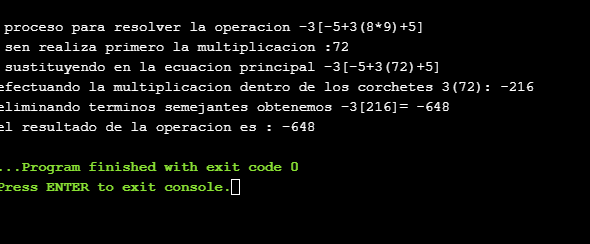 proceso para resolver la operacion -3[-5+3(8*9)+5]
sen realiza primero la multiplicacion :72
sustituyendo en la ecuacion principal -3[-5+3(72)+5]
efectuando la multiplicacion dentro de los corchetes 3(72): -216
eliminando terminos semejantes obtenemos -3[216]= -648
el resultado de la operacion es : -648
...Program finished with exit code 0
Press ENTER to exit console.